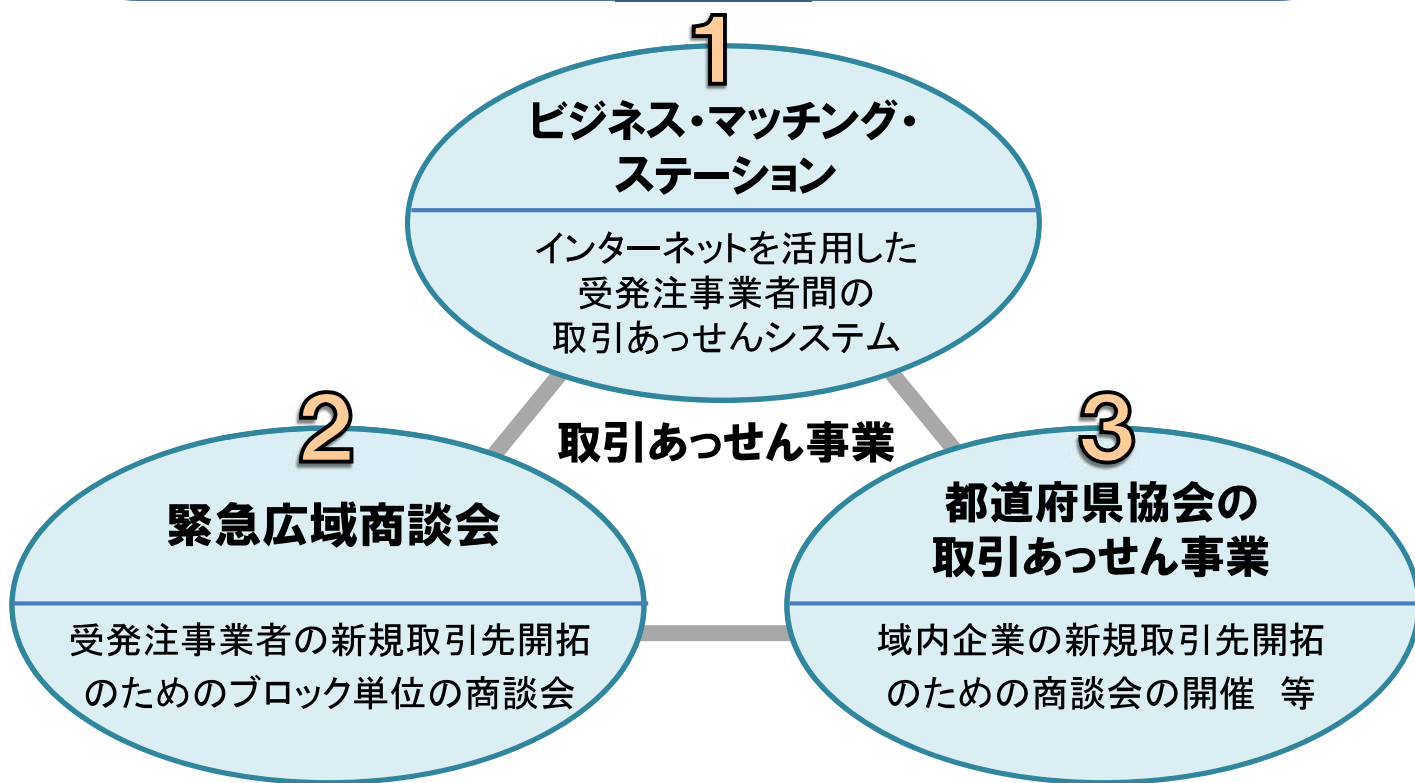 1
ビジネス・マッチング・
ステーション
インターネットを活用した
受発注事業者間の
取引あっせんシステム
取引あっせん事業
2
緊急広域商談会
受発注事業者の新規取引先開拓
のためのブロック単位の商談会
3
都道府県協会の
取引あっせん事業
域内企業の新規取引先開拓
のための商談会の開催　等